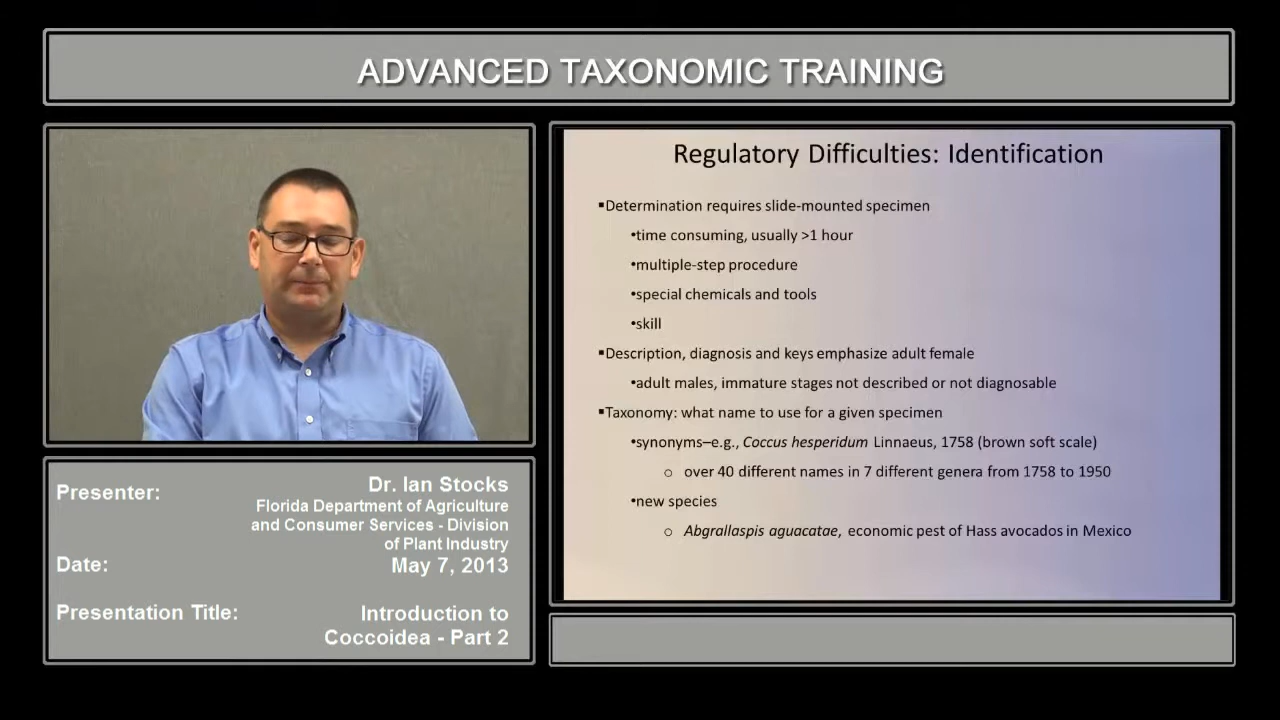 ADVANCED TAXONOMIC TRAINING
Regulatory Difficulties: Identification
▪Determination requires slide-mounted specimen
•time consuming, usually >1 hour
•multiple-step procedure
•special chemicals and tools
•skill
▪Description, diagnosis and keys emphasize adult female
•adult males, immature stages not described or not diagnosable
▪Taxonomy: what name to use for a given specimen
•synonyms–e.g., Coccus hesperidum Linnaeus, 1758 (brown soft scale)
o over 40 different names in 7 different genera from 1758 to 1950
•new species
o Abgrallaspis aguacatae, economic pest of Hass avocados in Mexico
Presenter: Dr. Ian Stocks
Florida Department of Agriculture
and Consumer Services - Division
of Plant Industry
Date: May 7, 2013
Presentation Title: Introduction to
Coccoidea - Part 2